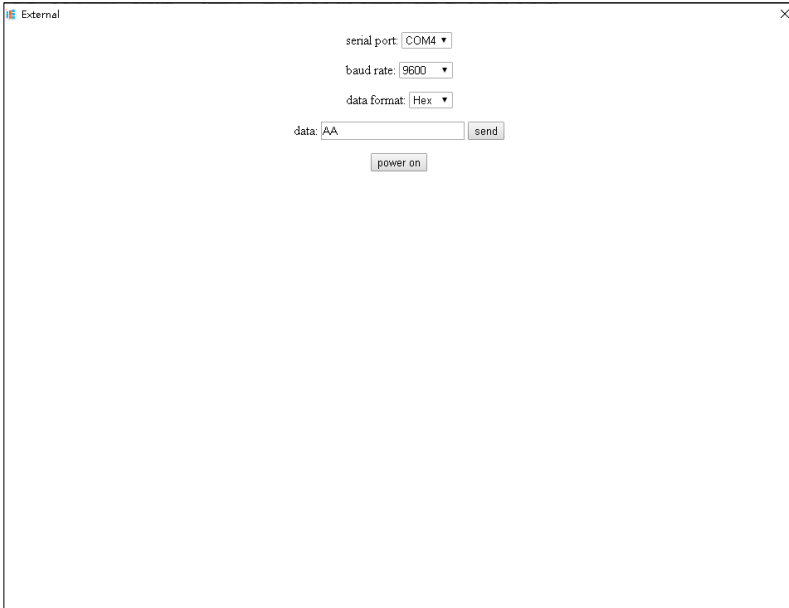 External
serial port: COM4
baud rate: 9600
data format: Hex
data: AA send
power on